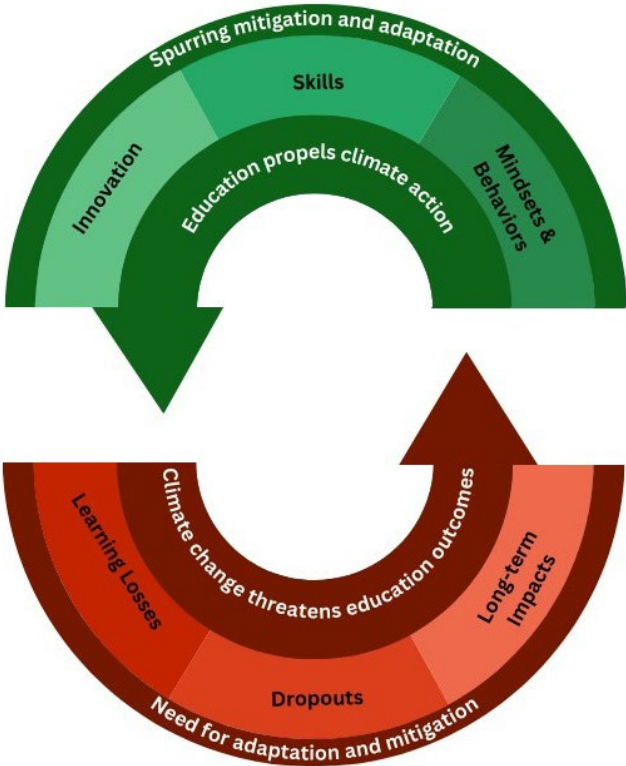 Spurring mitigation and adaptation
Skills
Innovation
Mindsets &
Behaviors
Education propels climate action
Climate change threatens education outcomes
Learning Losses
Long-term
Impacts
Dropouts
Need for adaptation and mitigation